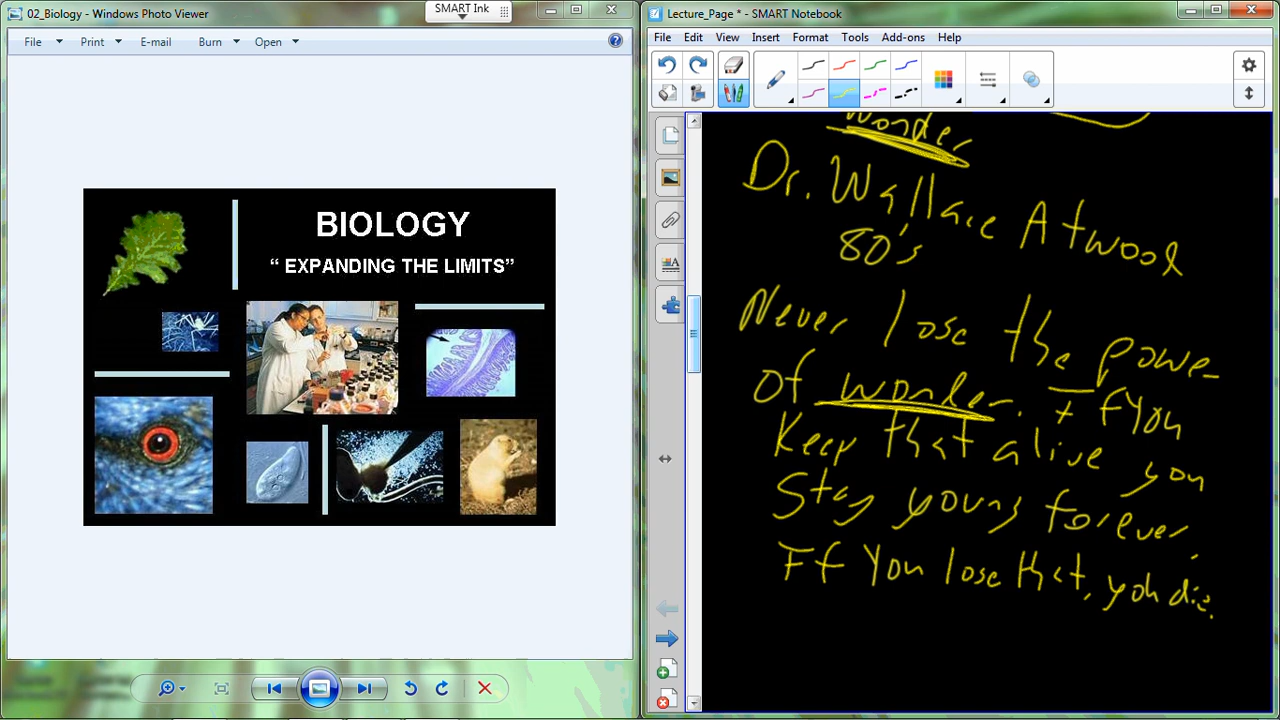 02_Biology - Windows Photo Viewer
SMART Ink
File Print E-mail Burn Open
BIOLOGY
“ EXPANDING THE LIMITS”
Lecture_Page * - SMART Notebook
File Edit View Insert Format Tools Add-ons Help
wonder
Dr. Wallace Atwood
80's
Never lose the power
of wonder. If You
Keep that alive you
Stay young forever.
If You lose that, you die.